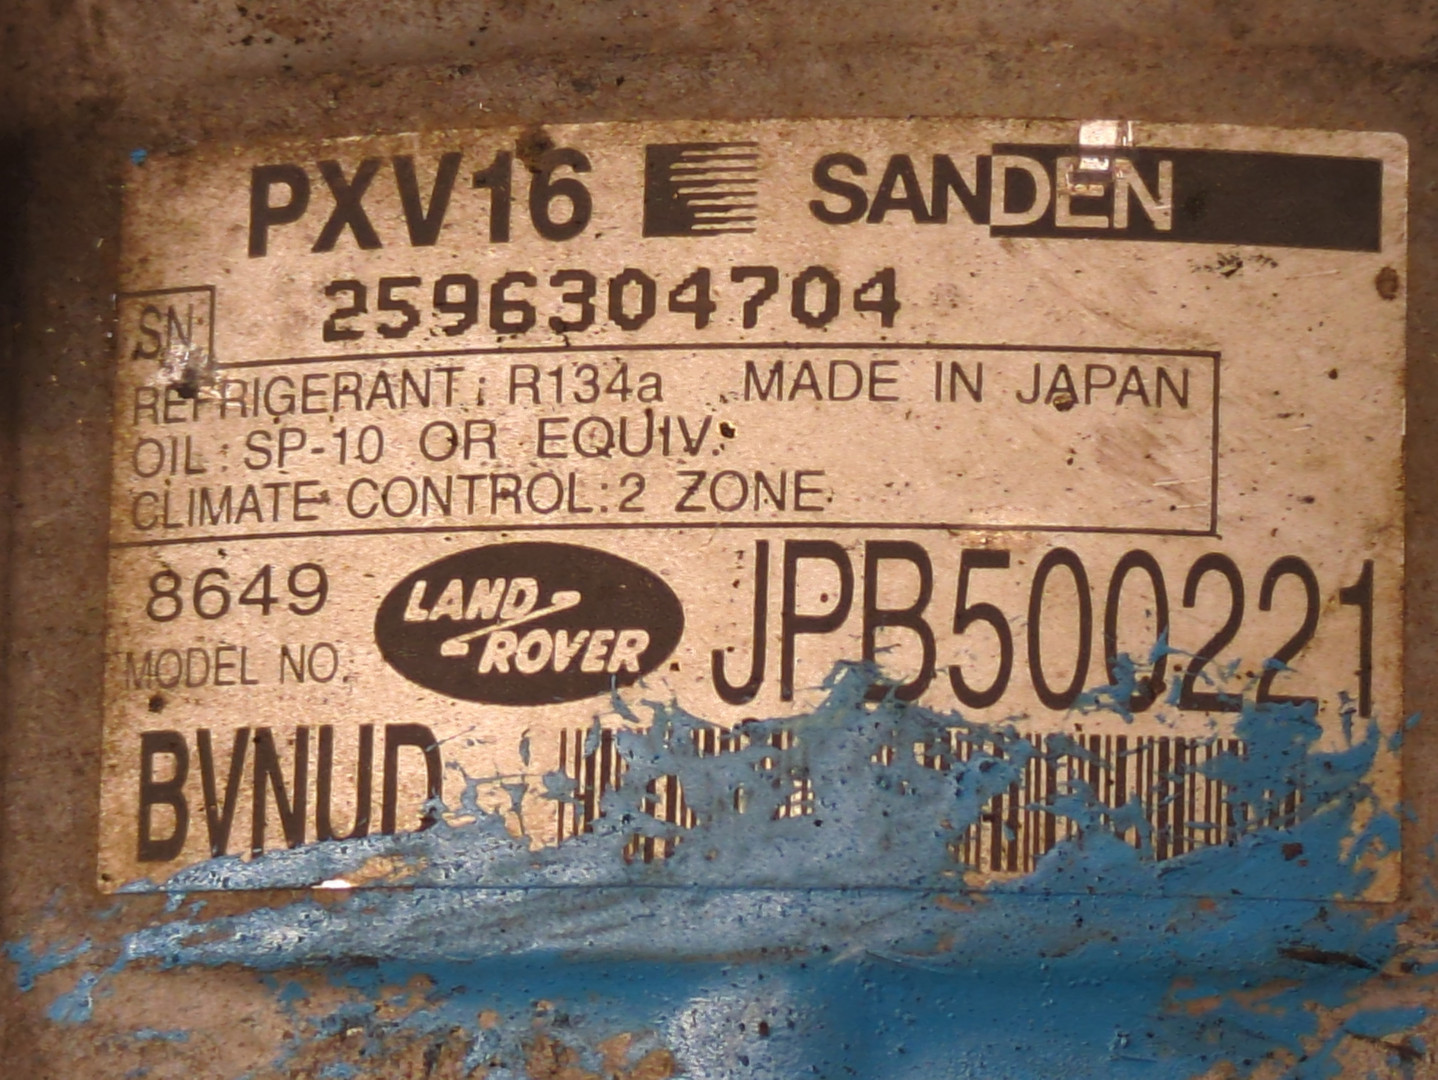 PXV16 SANDEN
SN 2596304704
REFRIGERANT: R134a MADE IN JAPAN
OIL: SP-10 OR EQUIV.
CLIMATE CONTROL: 2 ZONE
8649 LAND ROVER JPB500221
MODEL NO.
BVNUD